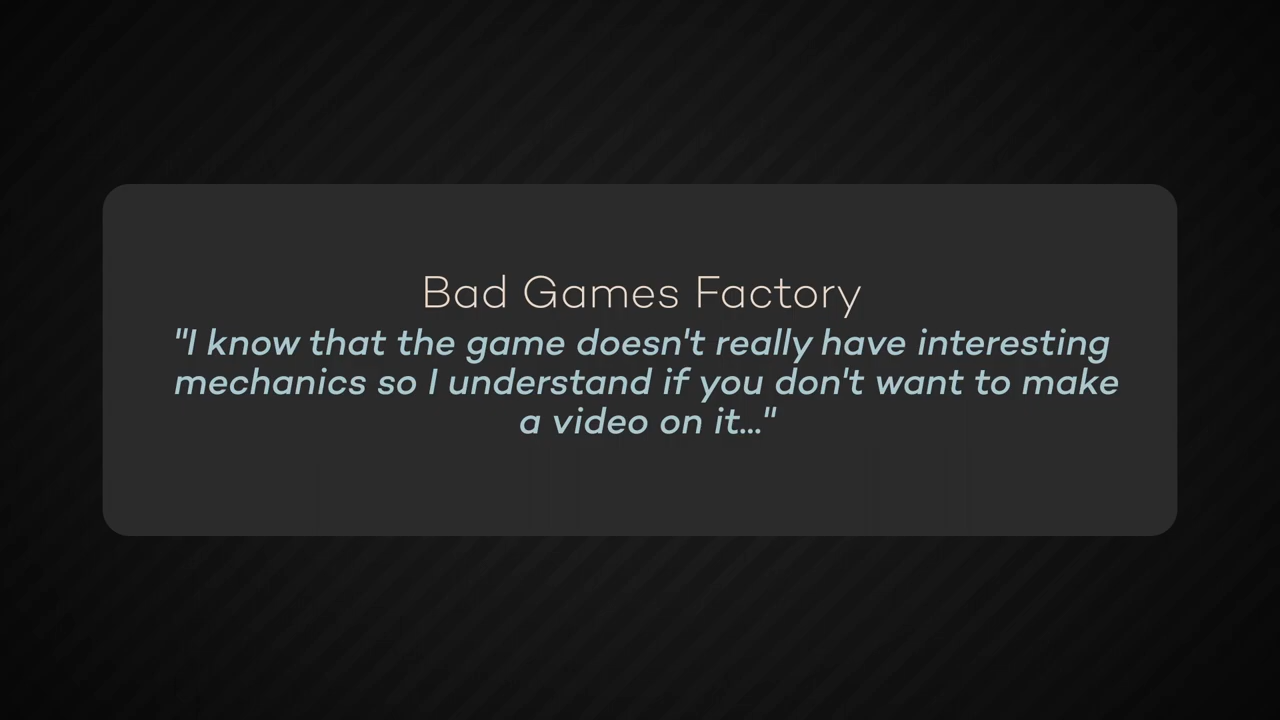 Bad Games Factory
"I know that the game doesn't really have interesting
mechanics so I understand if you don't want to make
a video on it..."